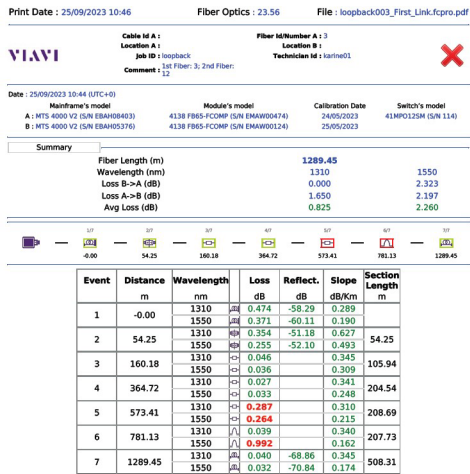 Print Date : 25/09/2023 10:46 Fiber Optics : 23.56 File : loopback003_First_Link.fcpro.pdf
VIAVI
Cable Id A : Fiber Id/Number A : 3
Location A : Location B :
Job ID : loopback Technician Id : karine01
Comment : 1st Fiber: 3; 2nd Fiber:
12
Date : 25/09/2023 10:44 (UTC+0)
Mainframe's model Module's model Calibration Date Switch's model
A : MTS 4000 V2 (S/N EBAH08403) 4138 FB65-FCOMP (S/N EMAW00474) 24/05/2023 41MPO12SM (S/N 114)
B : MTS 4000 V2 (S/N EBAH05376) 4138 FB65-FCOMP (S/N EMAW00124) 25/05/2023
Summary
Fiber Length (m) 1289.45
Wavelength (nm) 1310 1550
Loss B->A (dB) 0.000 2.323
Loss A->B (dB) 1.650 2.197
Avg Loss (dB) 0.825 2.260
1/7 2/7 3/7 4/7 5/7 6/7 7/7
-0.00 54.25 160.18 364.72 573.41 781.13 1289.45
Event Distance Wavelength Loss Reflect. Slope Section Length
m nm dB dB dB/Km m
1 -0.00 1310 0.474 -58.29 0.289
1550 0.371 -60.11 0.190
2 54.25 1310 0.354 -51.18 0.627 54.25
1550 0.255 -52.10 0.493
3 160.18 1310 0.046 0.345 105.94
1550 0.036 0.309
4 364.72 1310 0.027 0.341 204.54
1550 0.033 0.248
5 573.41 1310 0.287 0.310 208.69
1550 0.264 0.215
6 781.13 1310 0.039 0.340 207.73
1550 0.992 0.162
7 1289.45 1310 0.040 -68.86 0.345 508.31
1550 0.032 -70.84 0.174